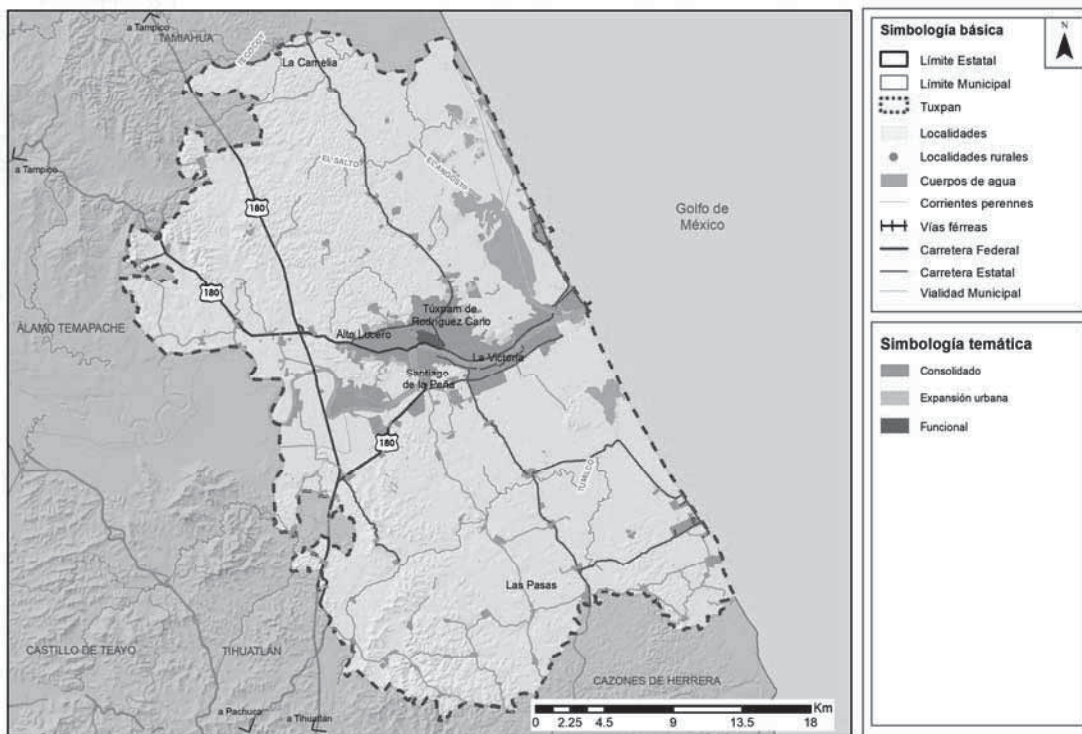 a Tampico
TAMIAHUA
La Camelia
a Tampico
EL SALTO
180
Golfo de
México
180
Túxpam de
Rodríguez Cano
Alto Lucero
ÁLAMO TEMAPACHE
La Victoria
Santiago
de la Peña
180
TUMILCO
Las Pasas
CASTILLO DE TEAYO
TIHUATLÁN
CAZONES DE HERRERA
a Pachuca
a Tihuatlán
Km
0 2.25 4.5 9 13.5 18
Simbología básica
N
Límite Estatal
Límite Municipal
Tuxpan
Localidades
Localidades rurales
Cuerpos de agua
Corrientes perennes
Vías férreas
Carretera Federal
Carretera Estatal
Vialidad Municipal
Simbología temática
Consolidado
Expansión urbana
Funcional